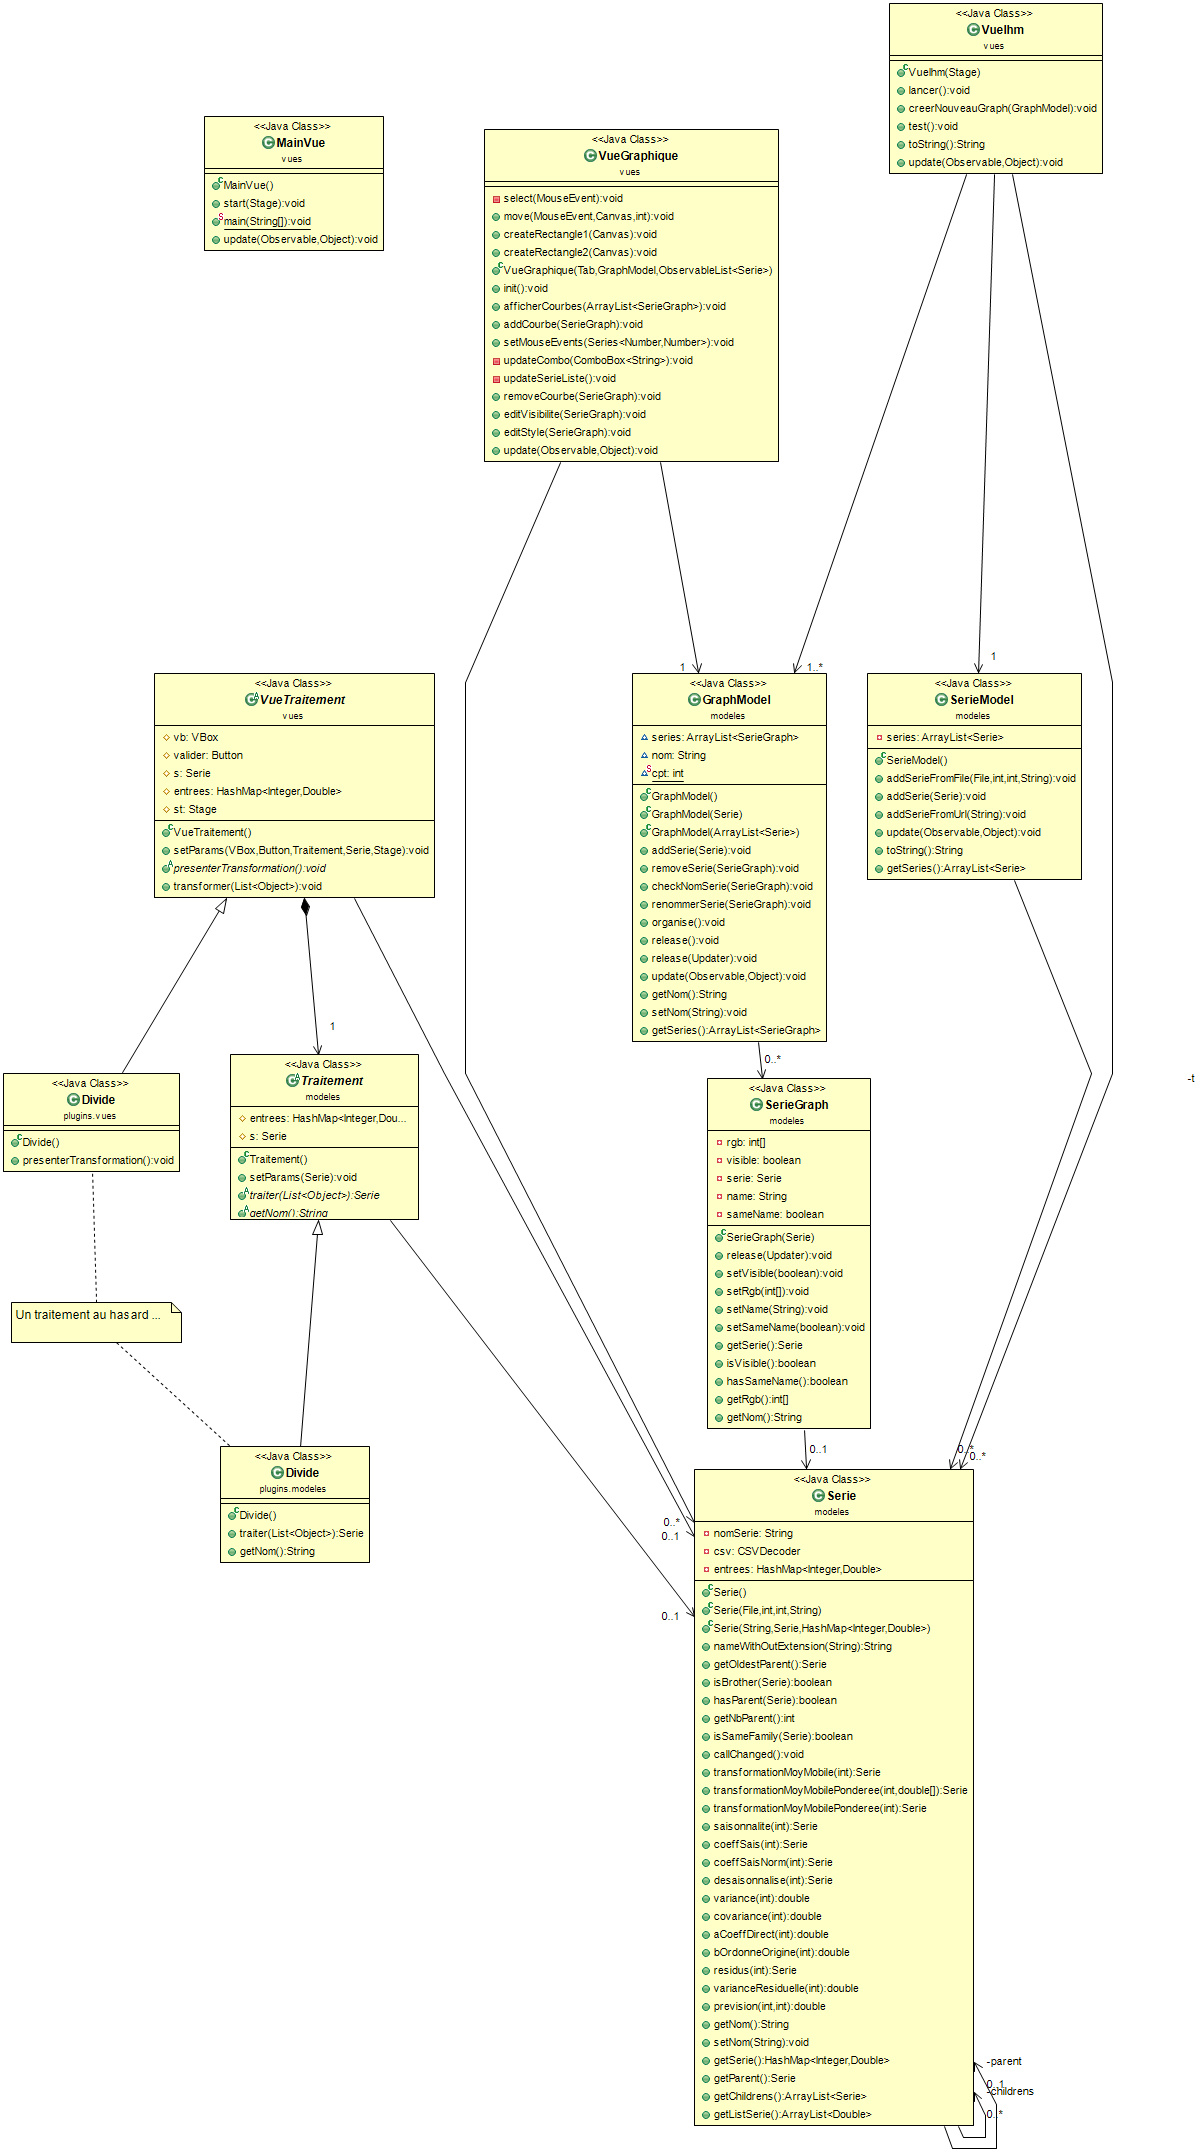 <<Java Class>>
VueIhm
vues
VueIhm(Stage)
lancer():void
creerNouveauGraph(GraphModel):void
test():void
toString():String
update(Observable,Object):void
<<Java Class>>
MainVue
vues
MainVue()
start(Stage):void
main(String[]):void
update(Observable,Object):void
<<Java Class>>
VueGraphique
vues
select(MouseEvent):void
move(MouseEvent,Canvas,int):void
createRectangle1(Canvas):void
createRectangle2(Canvas):void
VueGraphique(Tab,GraphModel,ObservableList<Serie>)
init():void
afficherCourbes(ArrayList<SerieGraph>):void
addCourbe(SerieGraph):void
setMouseEvents(Series<Number,Number>):void
updateCombo(ComboBox<String>):void
updateSerieListe():void
removeCourbe(SerieGraph):void
editVisibilite(SerieGraph):void
editStyle(SerieGraph):void
update(Observable,Object):void
1
1..*
1
<<Java Class>>
VueTraitement
vues
vb: VBox
valider: Button
s: Serie
entrees: HashMap<Integer,Double>
st: Stage
VueTraitement()
setParams(VBox,Button,Traitement,Serie,Stage):void
presenterTransformation():void
transformer(List<Object>):void
<<Java Class>>
GraphModel
modeles
series: ArrayList<SerieGraph>
nom: String
cpt: int
GraphModel()
GraphModel(Serie)
GraphModel(ArrayList<Serie>)
addSerie(Serie):void
removeSerie(SerieGraph):void
checkNomSerie(SerieGraph):void
renommerSerie(SerieGraph):void
organise():void
release():void
release(Updater):void
update(Observable,Object):void
getNom():String
setNom(String):void
getSeries():ArrayList<SerieGraph>
<<Java Class>>
SerieModel
modeles
series: ArrayList<Serie>
SerieModel()
addSerieFromFile(File,int,int,String):void
addSerie(Serie):void
addSerieFromUrl(String):void
update(Observable,Object):void
toString():String
getSeries():ArrayList<Serie>
1
0..*
-t
<<Java Class>>
Divide
plugins.vues
Divide()
presenterTransformation():void
<<Java Class>>
Traitement
modeles
entrees: HashMap<Integer,Dou...
s: Serie
Traitement()
setParams(Serie):void
traiter(List<Object>):Serie
getNom():String
<<Java Class>>
SerieGraph
modeles
rgb: int[]
visible: boolean
serie: Serie
name: String
sameName: boolean
SerieGraph(Serie)
release(Updater):void
setVisible(boolean):void
setRgb(int[]):void
setName(String):void
setSameName(boolean):void
getSerie():Serie
isVisible():boolean
hasSameName():boolean
getRgb():int[]
getNom():String
Un traitement au hasard ...
<<Java Class>>
Divide
plugins.modeles
Divide()
traiter(List<Object>):Serie
getNom():String
0..1
0..*
0..*
0..*
0..1
0..1
<<Java Class>>
Serie
modeles
nomSerie: String
csv: CSVDecoder
entrees: HashMap<Integer,Double>
Serie()
Serie(File,int,int,String)
Serie(String,Serie,HashMap<Integer,Double>)
nameWithOutExtension(String):String
getOldestParent():Serie
isBrother(Serie):boolean
hasParent(Serie):boolean
getNbParent():int
isSameFamily(Serie):boolean
callChanged():void
transformationMoyMobile(int):Serie
transformationMoyMobilePonderee(int,double[]):Serie
transformationMoyMobilePonderee(int):Serie
saisonnalite(int):Serie
coeffSais(int):Serie
coeffSaisNorm(int):Serie
desaisonnalise(int):Serie
variance(int):double
covariance(int):double
aCoeffDirect(int):double
bOrdonneOrigine(int):double
residus(int):Serie
varianceResiduelle(int):double
prevision(int,int):double
getNom():String
setNom(String):void
getSerie():HashMap<Integer,Double>
getParent():Serie
getChildrens():ArrayList<Serie>
getListSerie():ArrayList<Double>
-parent
0..1
-childrens
0..*